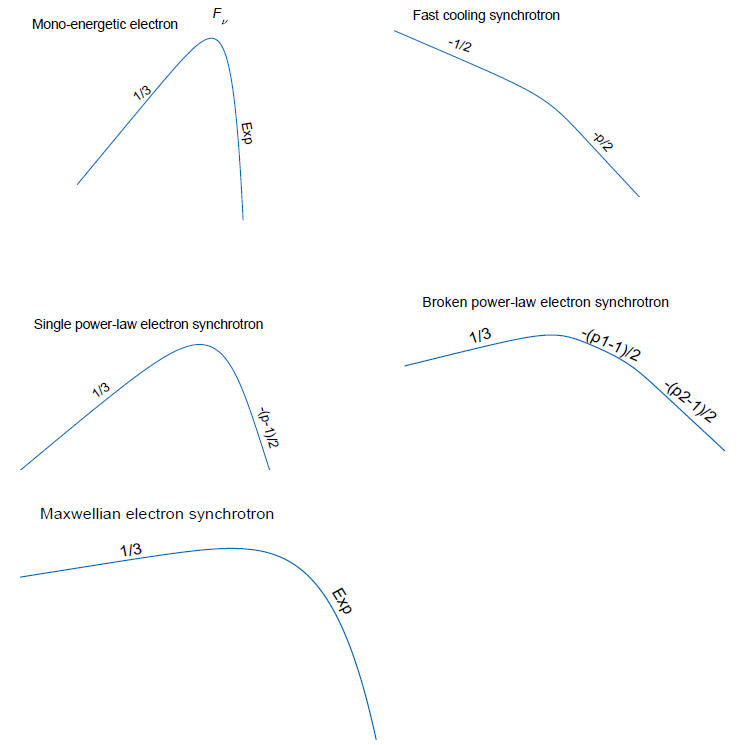 Mono-energetic electron
Fν
1/3
Exp
Fast cooling synchrotron
-1/2
-p/2
Single power-law electron synchrotron
1/3
-(p-1)/2
Broken power-law electron synchrotron
1/3
-(p1-1)/2
-(p2-1)/2
Maxwellian electron synchrotron
1/3
Exp